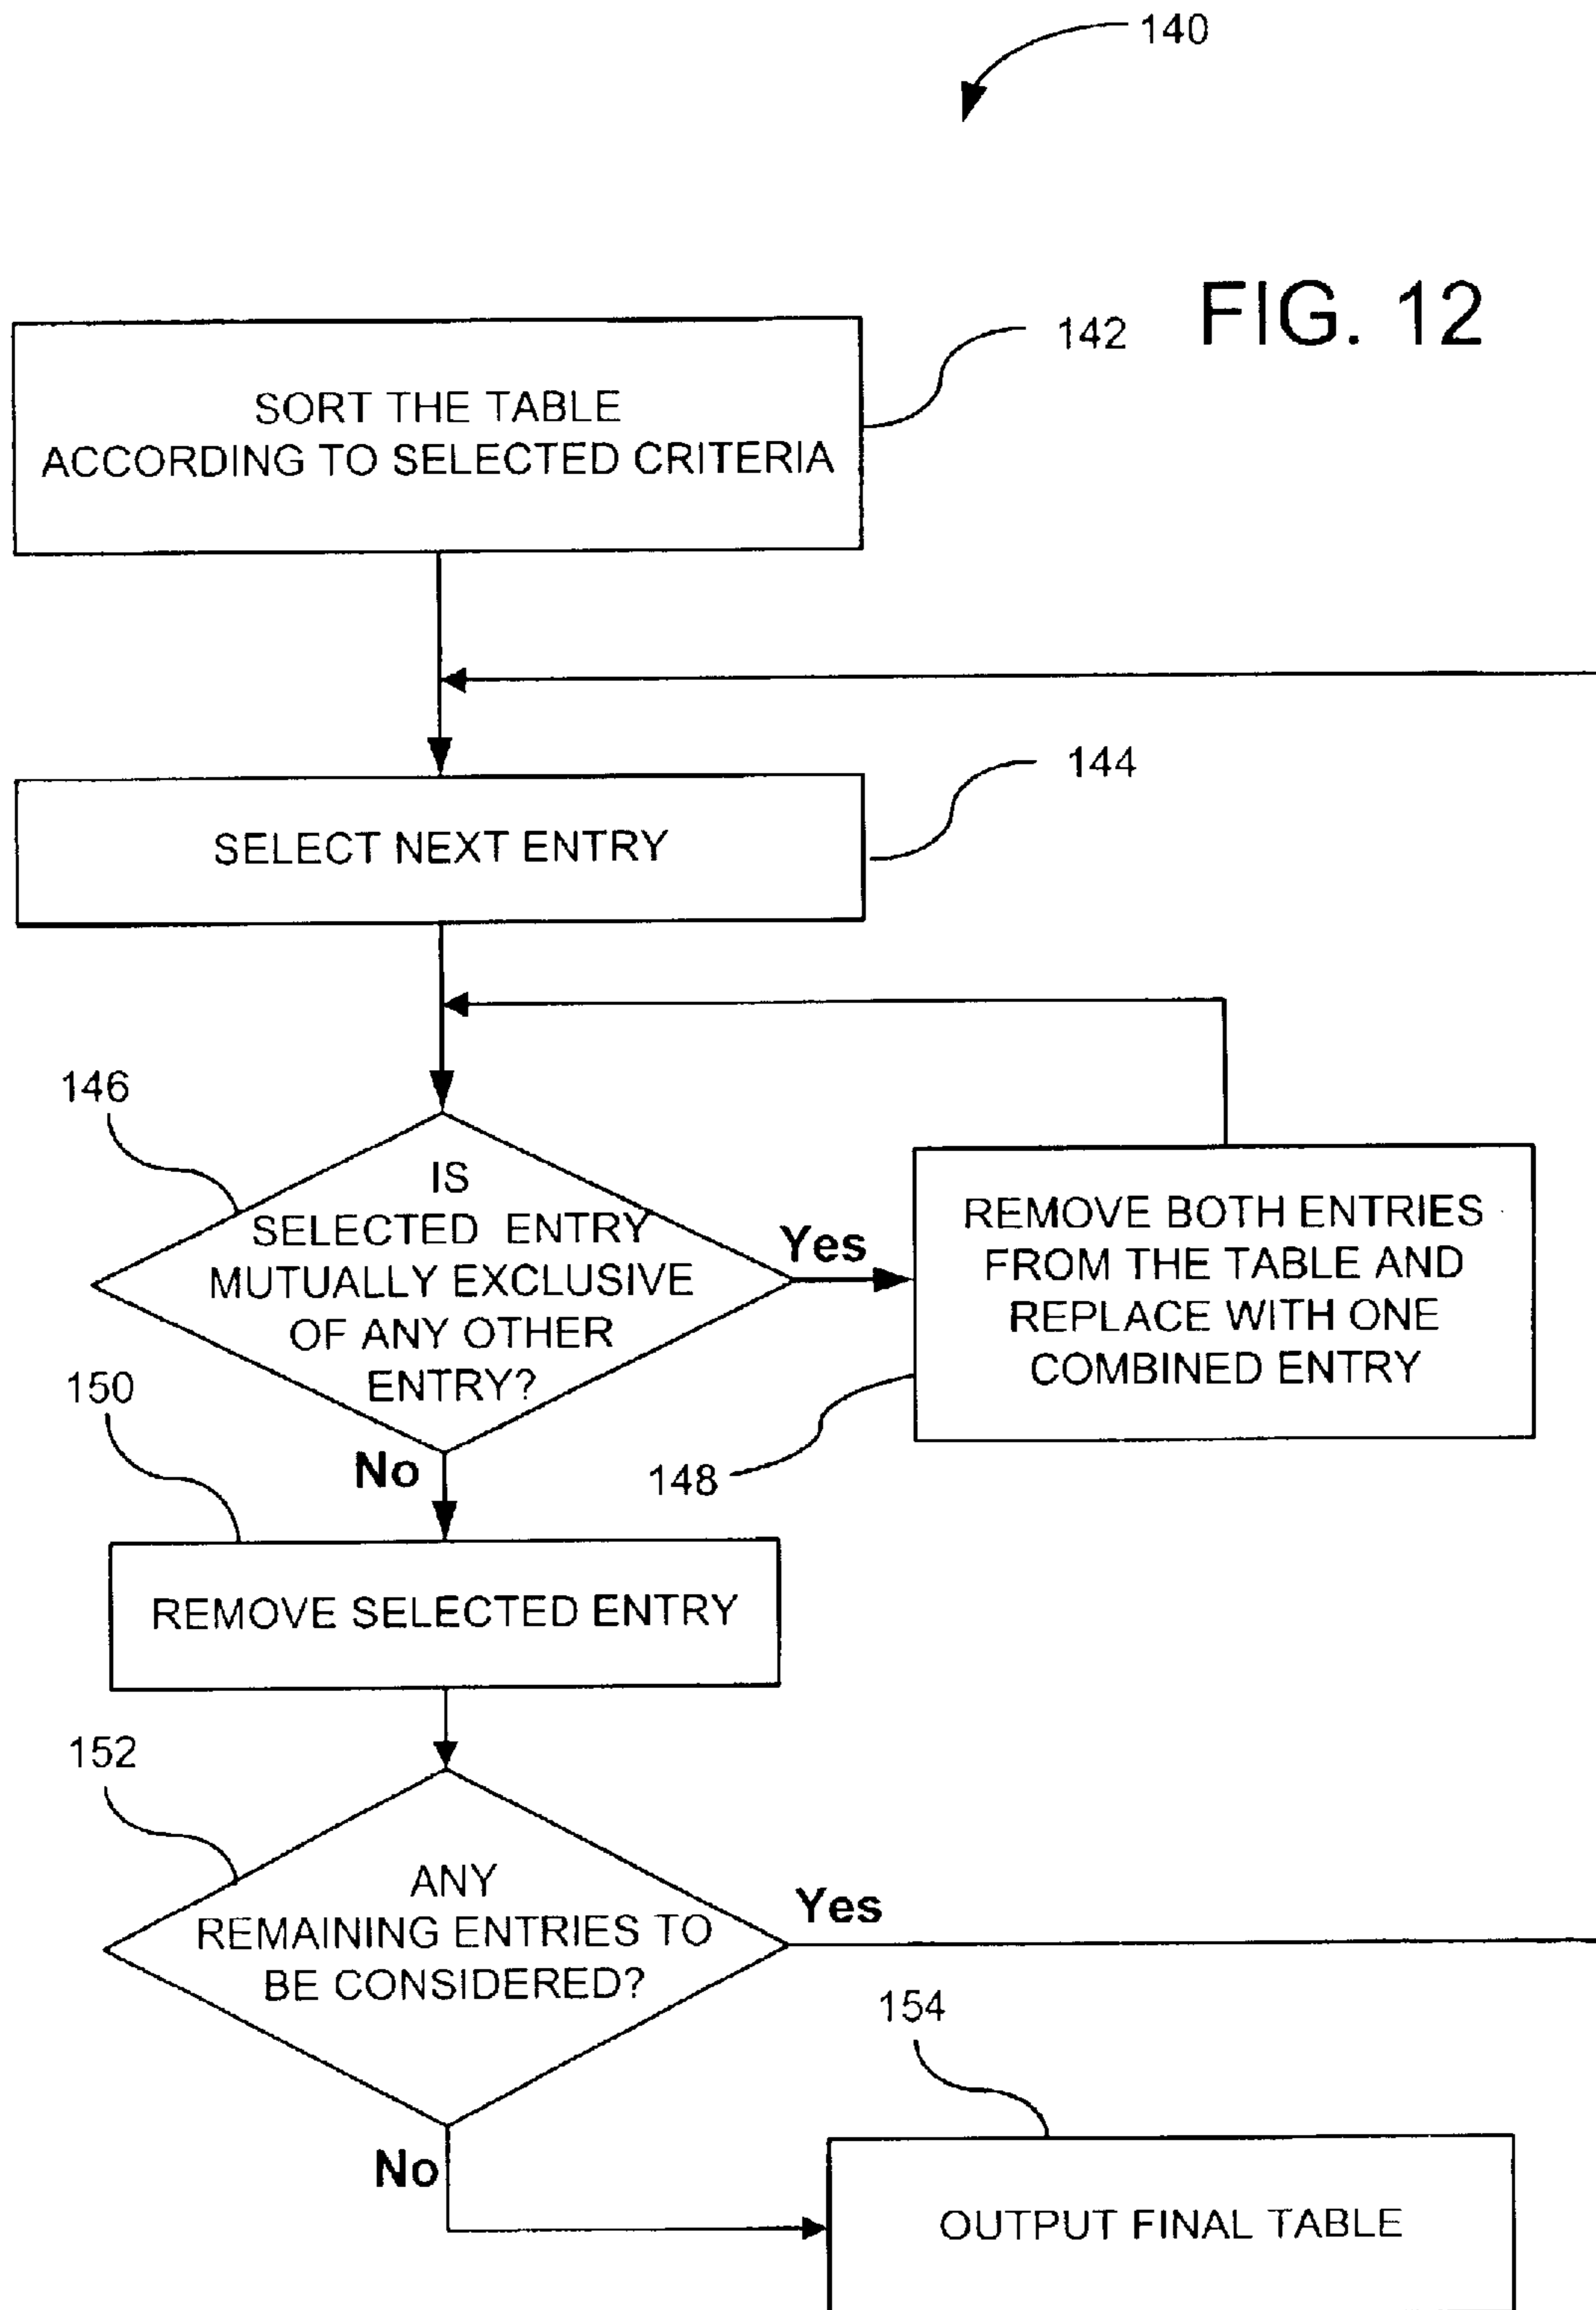 140
FIG. 12
142
SORT THE TABLE
ACCORDING TO SELECTED CRITERIA
144
SELECT NEXT ENTRY
146
IS
SELECTED ENTRY
MUTUALLY EXCLUSIVE
OF ANY OTHER
ENTRY?
Yes
REMOVE BOTH ENTRIES
FROM THE TABLE AND
REPLACE WITH ONE
COMBINED ENTRY
148
No
150
REMOVE SELECTED ENTRY
152
ANY
REMAINING ENTRIES TO
BE CONSIDERED?
Yes
No
154
OUTPUT FINAL TABLE